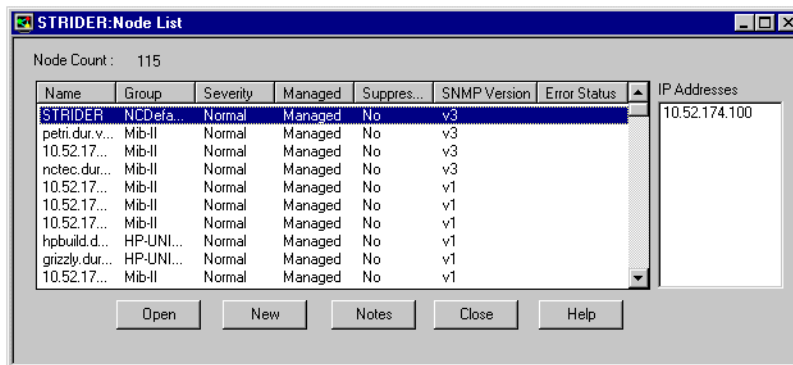 STRIDER:Node List
Node Count : 115
Name Group Severity Managed Suppres... SNMP Version Error Status IP Addresses
STRIDER NCDefa... Normal Managed No v3 10.52.174.100
petri.dur.v... Mib-II Normal Managed No v3
10.52.17... Mib-II Normal Managed No v3
nctec.dur... Mib-II Normal Managed No v3
10.52.17... Mib-II Normal Managed No v1
10.52.17... Mib-II Normal Managed No v1
10.52.17... Mib-II Normal Managed No v1
hpbuild.d... HP-UNI... Normal Managed No v1
grizzly.dur... HP-UNI... Normal Managed No v1
10.52.17... Mib-II Normal Managed No v1
Open New Notes Close Help